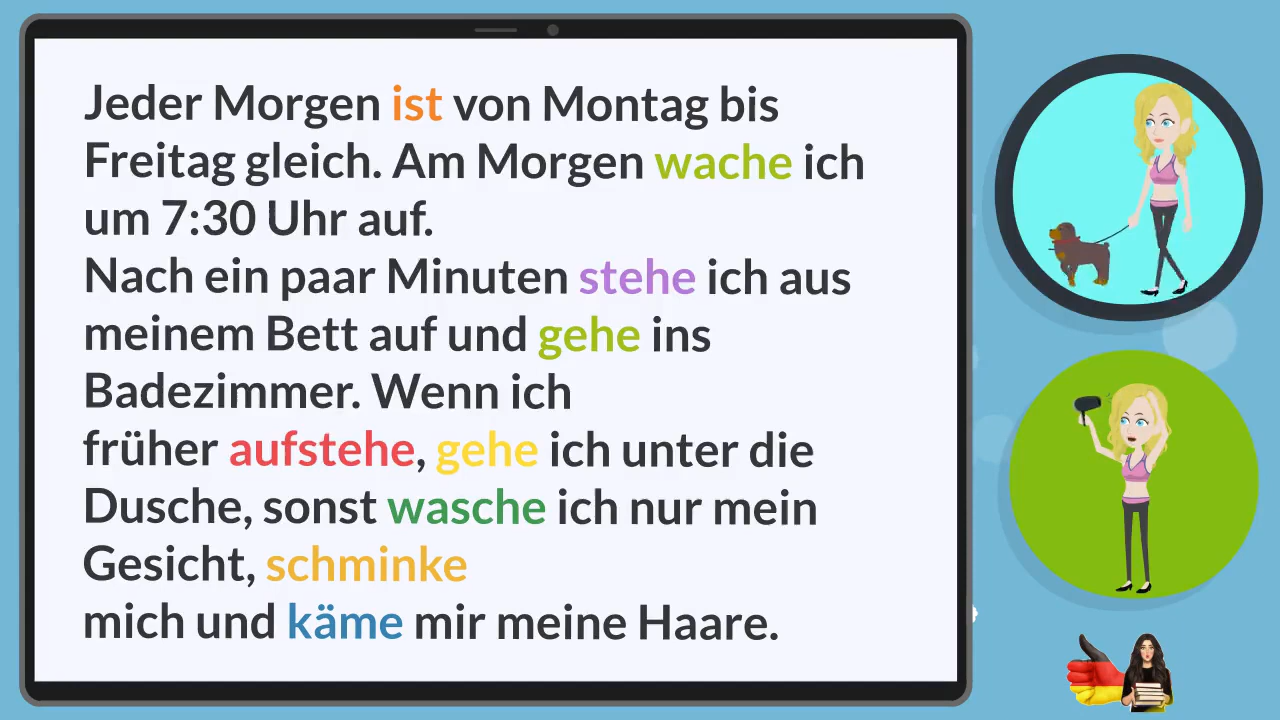 Jeder Morgen ist von Montag bis
Freitag gleich. Am Morgen wache ich
um 7:30 Uhr auf.
Nach ein paar Minuten stehe ich aus
meinem Bett auf und gehe ins
Badezimmer. Wenn ich
früher aufstehe, gehe ich unter die
Dusche, sonst wasche ich nur mein
Gesicht, schminke
mich und käme mir meine Haare.